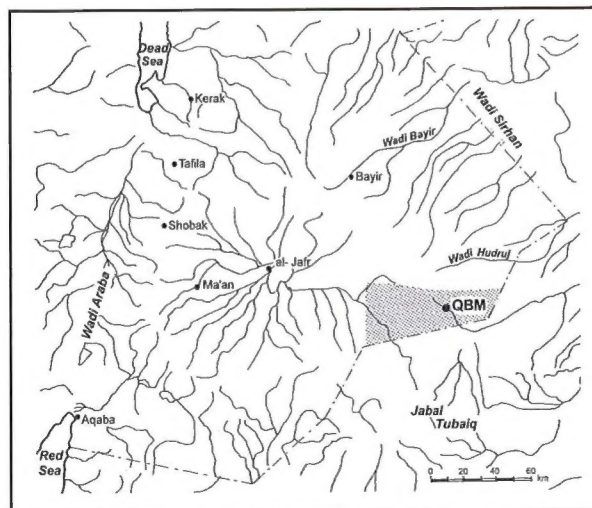 Dead
Sea
Kerak
Wadi Sirhan
Wadi Bayir
Tafila
Bayir
Shobak
Wadi Hudruj
al- Jafr
Ma'an
Wadi Araba
QBM
Jabal
Tubaiq
Aqaba
Red
Sea
0 20 40 60
km